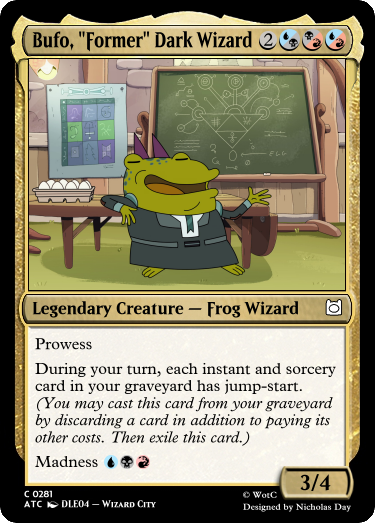 Bufo, "Former" Dark Wizard 2
Legendary Creature — Frog Wizard
Prowess
During your turn, each instant and sorcery
card in your graveyard has jump-start.
(You may cast this card from your graveyard
by discarding a card in addition to paying its
other costs. Then exile this card.)
Madness
3/4
C 0281
ATC DLE04 — Wizard City
© WotC
Designed by Nicholas Day